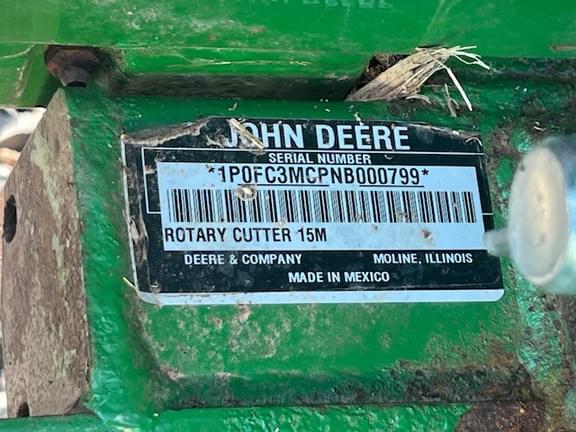 JOHN DEERE
SERIAL NUMBER
*1P0FC3MCPNB000799*
ROTARY CUTTER 15M
DEERE & COMPANY MOLINE, ILLINOIS
MADE IN MEXICO